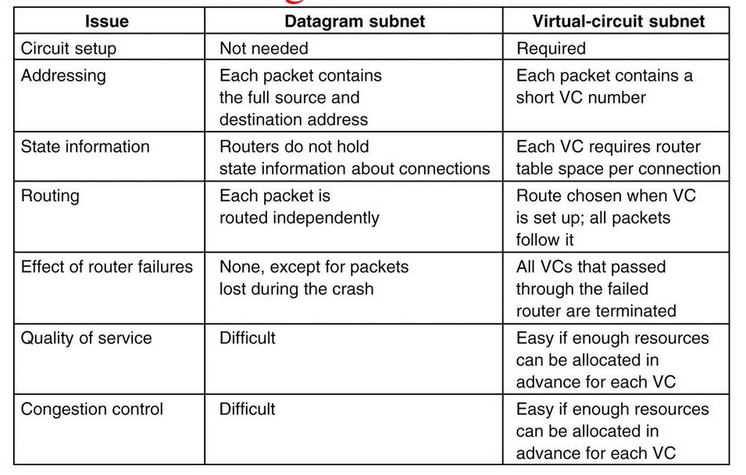 Issue Datagram subnet Virtual-circuit subnet
Circuit setup Not needed Required
Addressing Each packet contains Each packet contains a
the full source and short VC number
destination address
State information Routers do not hold Each VC requires router
state information about connections table space per connection
Routing Each packet is Route chosen when VC
routed independently is set up; all packets
follow it
Effect of router failures None, except for packets All VCs that passed
lost during the crash through the failed
router are terminated
Quality of service Difficult Easy if enough resources
can be allocated in
advance for each VC
Congestion control Difficult Easy if enough resources
can be allocated in
advance for each VC